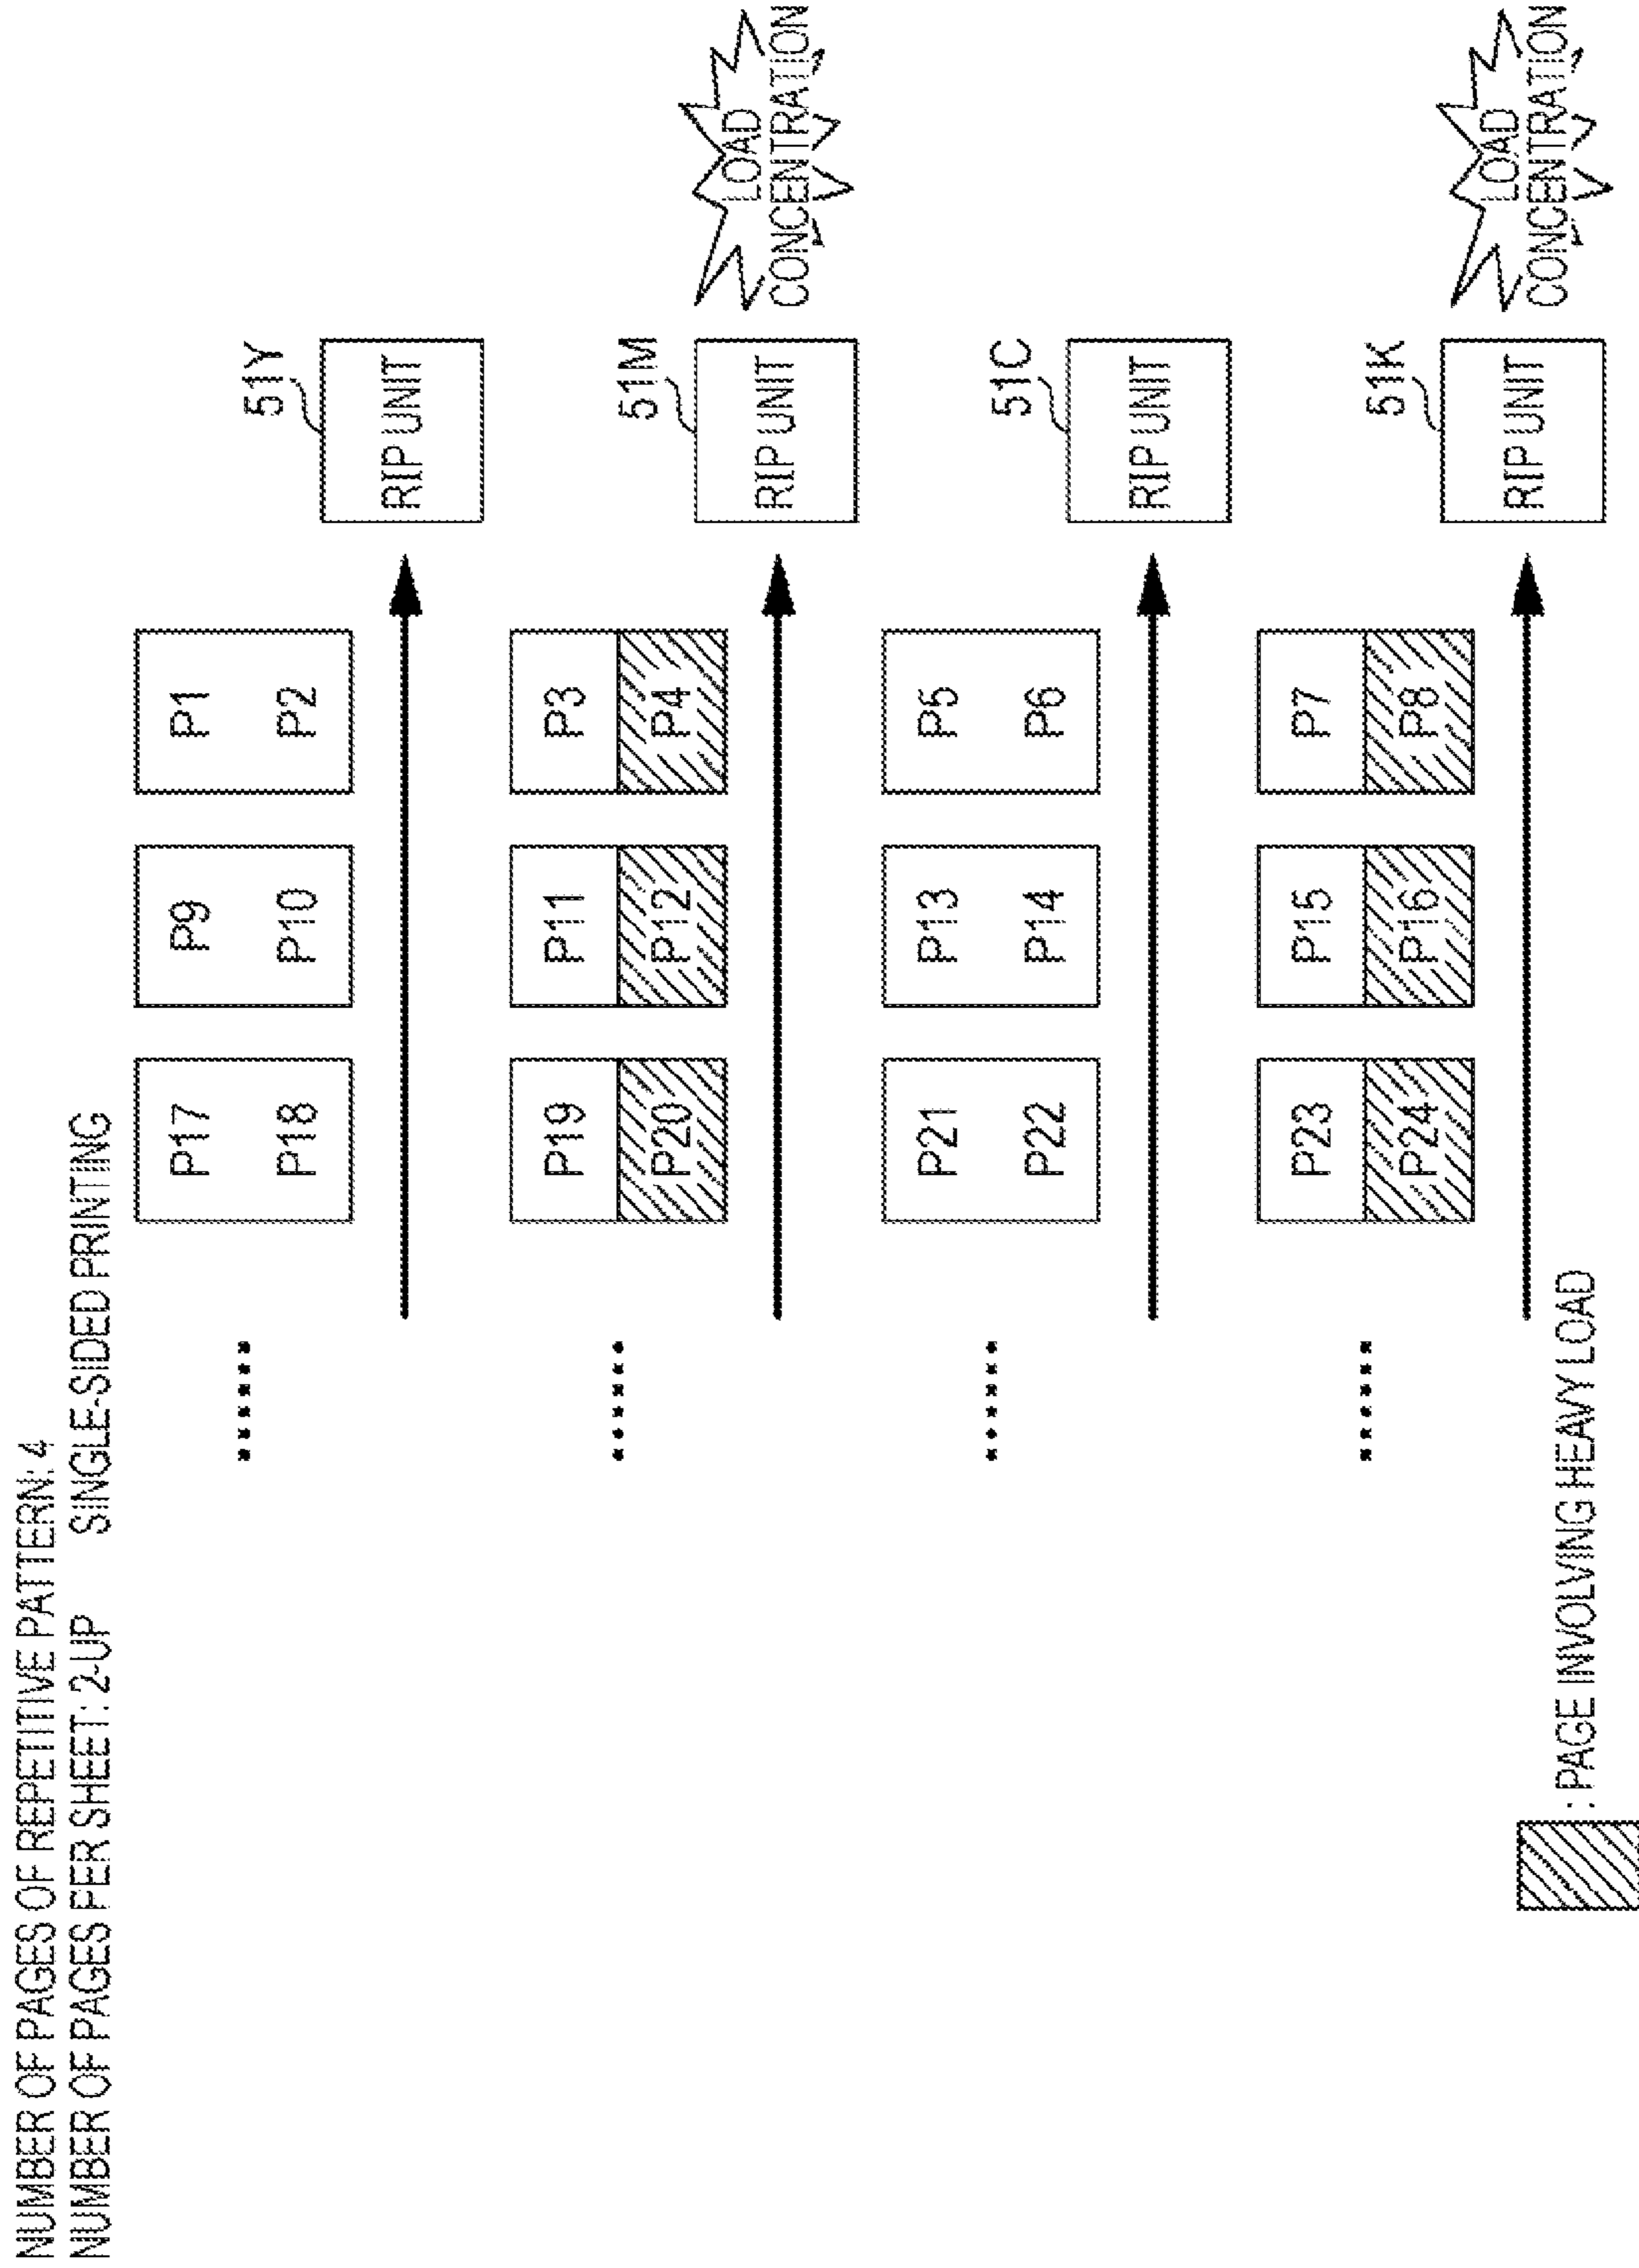 NUMBER OF PAGES OF REPETITIVE PATTERN: 4
NUMBER OF PAGES PER SHEET: 2-UP SINGLE-SIDED PRINTING
P17 P9 P1
P18 P10 P2
51Y
RIP UNIT
P19 P11 P3
P20 P12 P4
51M
RIP UNIT
LOAD
CONCENTRATION
P21 P13 P5
P22 P14 P6
51C
RIP UNIT
P23 P15 P7
P24 P16 P8
51K
RIP UNIT
LOAD
CONCENTRATION
: PAGE INVOLVING HEAVY LOAD